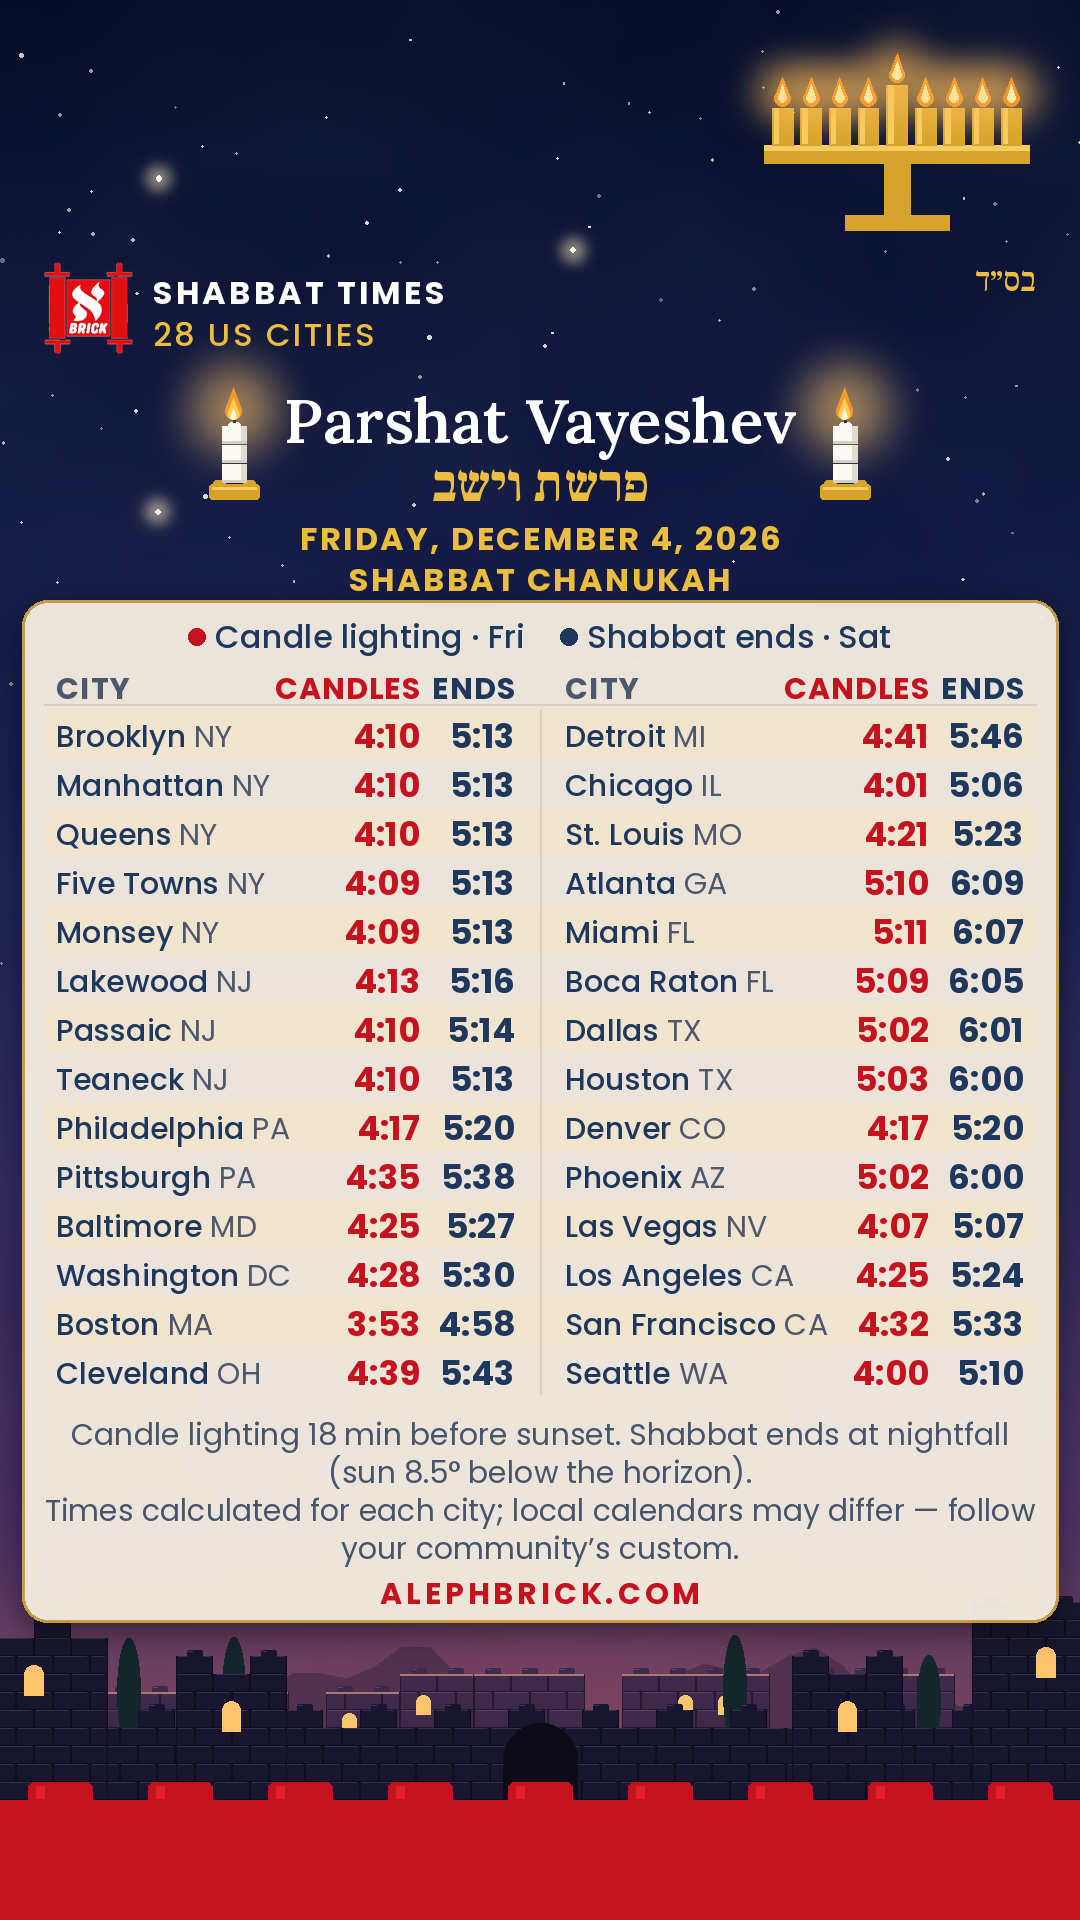 בס״ד
BRICK
SHABBAT TIMES
28 US CITIES
Parshat Vayeshev
פרשת וישב
FRIDAY, DECEMBER 4, 2026
SHABBAT CHANUKAH
Candle lighting · Fri Shabbat ends · Sat
CITY CANDLES ENDS CITY CANDLES ENDS
Brooklyn NY 4:10 5:13 Detroit MI 4:41 5:46
Manhattan NY 4:10 5:13 Chicago IL 4:01 5:06
Queens NY 4:10 5:13 St. Louis MO 4:21 5:23
Five Towns NY 4:09 5:13 Atlanta GA 5:10 6:09
Monsey NY 4:09 5:13 Miami FL 5:11 6:07
Lakewood NJ 4:13 5:16 Boca Raton FL 5:09 6:05
Passaic NJ 4:10 5:14 Dallas TX 5:02 6:01
Teaneck NJ 4:10 5:13 Houston TX 5:03 6:00
Philadelphia PA 4:17 5:20 Denver CO 4:17 5:20
Pittsburgh PA 4:35 5:38 Phoenix AZ 5:02 6:00
Baltimore MD 4:25 5:27 Las Vegas NV 4:07 5:07
Washington DC 4:28 5:30 Los Angeles CA 4:25 5:24
Boston MA 3:53 4:58 San Francisco CA 4:32 5:33
Cleveland OH 4:39 5:43 Seattle WA 4:00 5:10
Candle lighting 18 min before sunset. Shabbat ends at nightfall
(sun 8.5° below the horizon).
Times calculated for each city; local calendars may differ — follow
your community’s custom.
ALEPHBRICK.COM